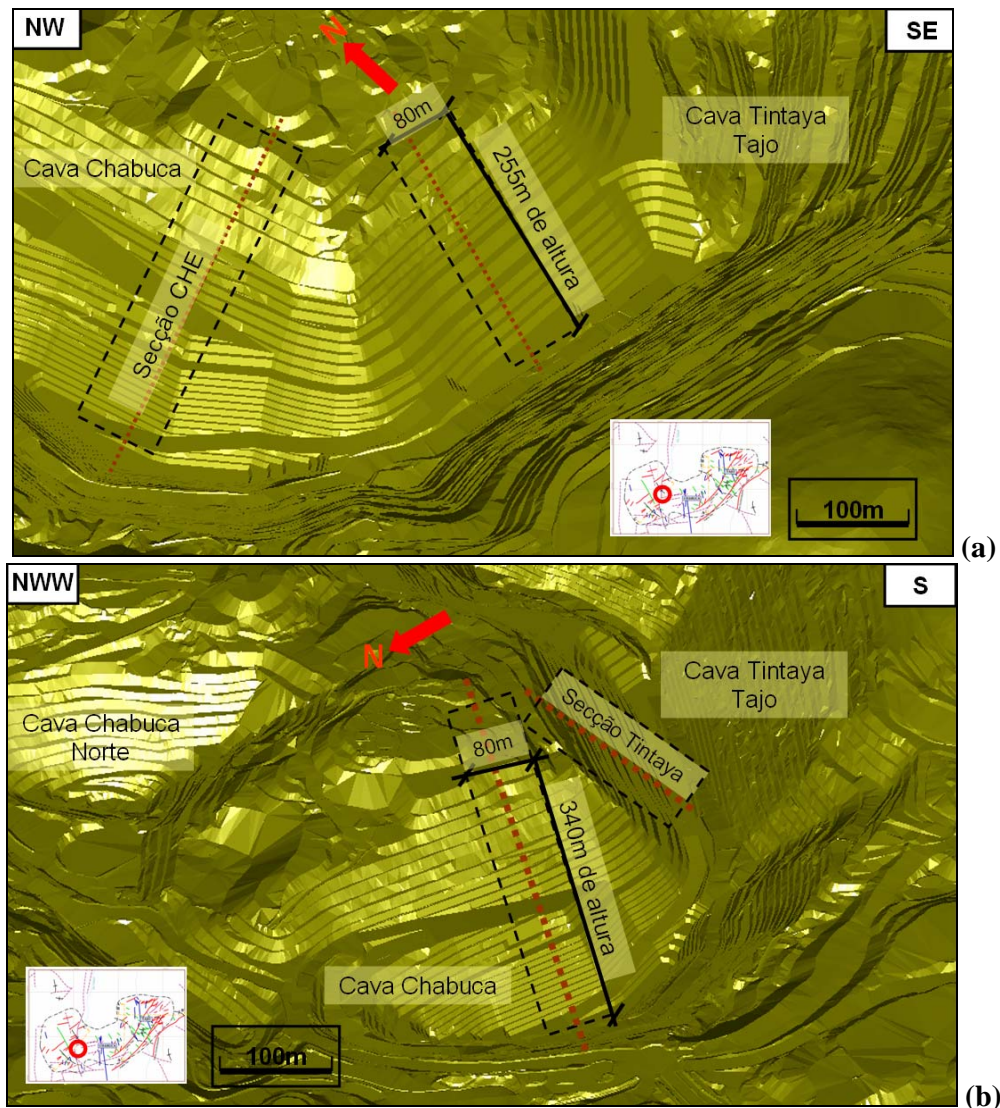 NW
SE
N
80m
Cava Tintaya
Tajo
Cava Chabuca
255m de altura
Secção CHE
100m
(a)
NWW
S
N
Cava Tintaya
Tajo
Cava Chabuca
Norte
Secção Tintaya
80m
340m de altura
Cava Chabuca
100m
(b)